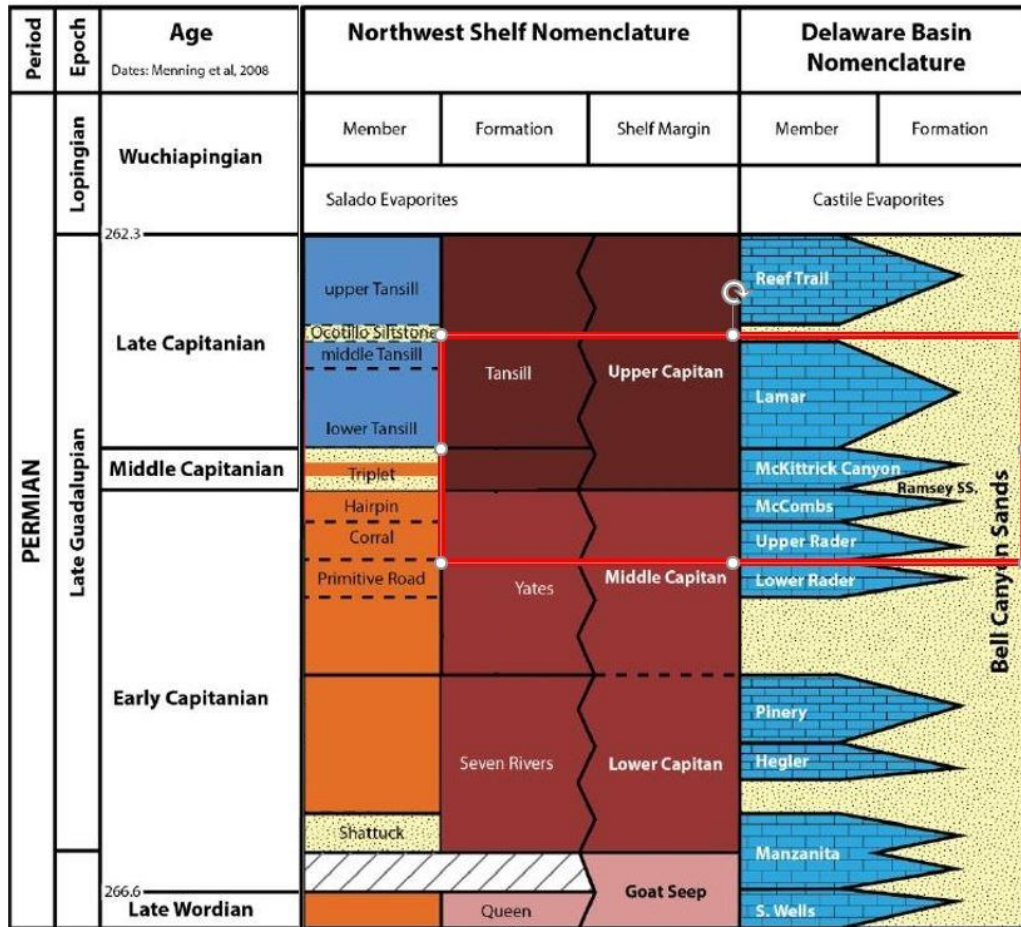 Period
Epoch
Age
Dates: Menning et al, 2008
Northwest Shelf Nomenclature
Delaware Basin
Nomenclature
Member
Formation
Shelf Margin
Member
Formation
PERMIAN
Lopingian
Wuchiapingian
Salado Evaporites
Castile Evaporites
262.3
Late Guadalupian
Late Capitanian
upper Tansill
Ocotillo Siltstone
middle Tansill
lower Tansill
Tansill
Upper Capitan
Reef Trail
Lamar
Middle Capitanian
Triplet
McKittrick Canyon
Ramsey SS.
Early Capitanian
Hairpin
Corral
Primitive Road
Yates
Middle Capitan
McCombs
Upper Rader
Lower Rader
Bell Canyon Sands
Seven Rivers
Lower Capitan
Pinery
Hegler
Shattuck
Manzanita
266.6
Late Wordian
Queen
Goat Seep
S. Wells